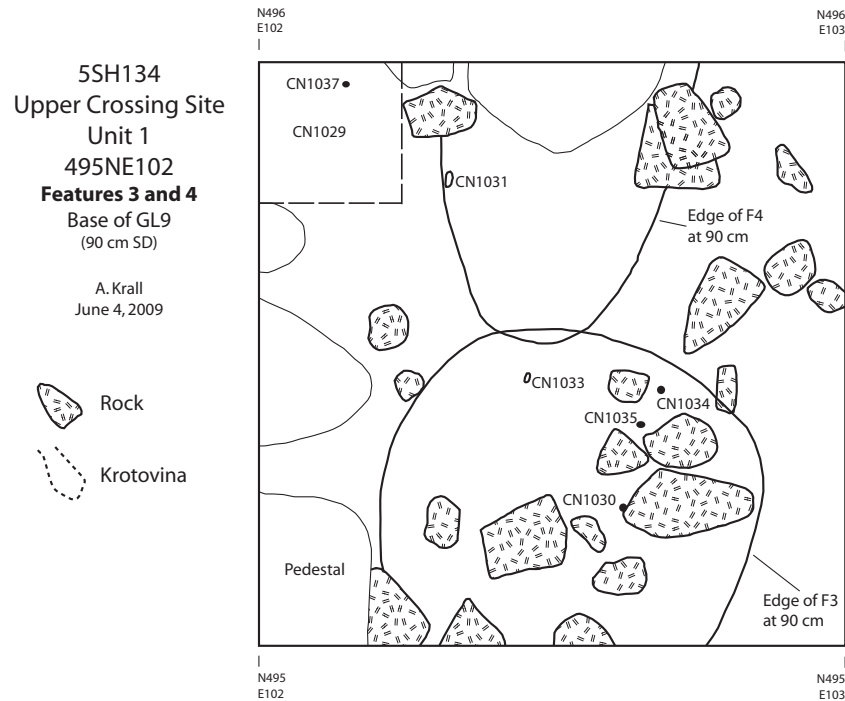 5SH134
Upper Crossing Site
Unit 1
495NE102
Features 3 and 4
Base of GL9
(90 cm SD)
A. Krall
June 4, 2009
Rock
Krotovina
N496
E102
N496
E103
CN1037
CN1029
CN1031
Edge of F4
at 90 cm
CN1033
CN1034
CN1035
CN1030
Pedestal
Edge of F3
at 90 cm
N495
E102
N495
E103